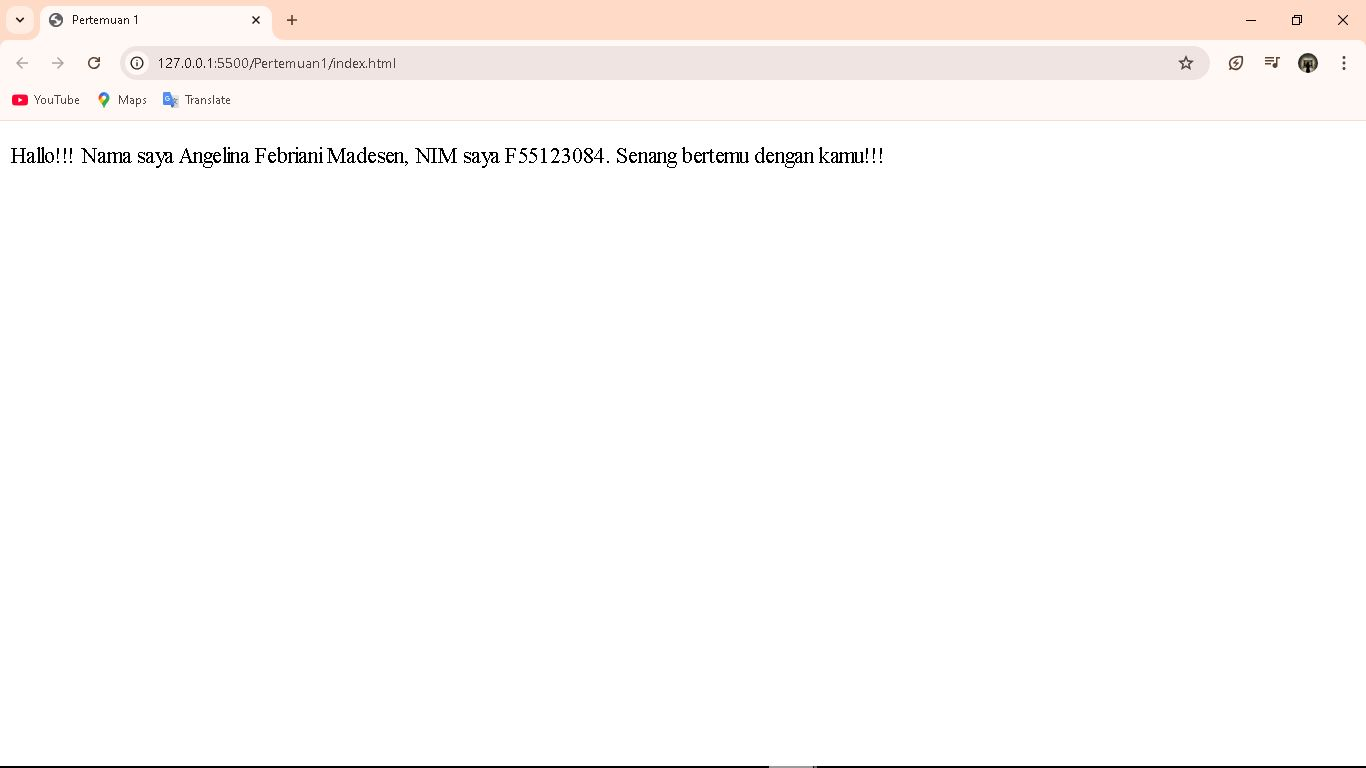 Pertemuan 1
127.0.0.1:5500/Pertemuan1/index.html
YouTube Maps Translate
Hallo!!! Nama saya Angelina Febriani Madesen, NIM saya F55123084. Senang bertemu dengan kamu!!!